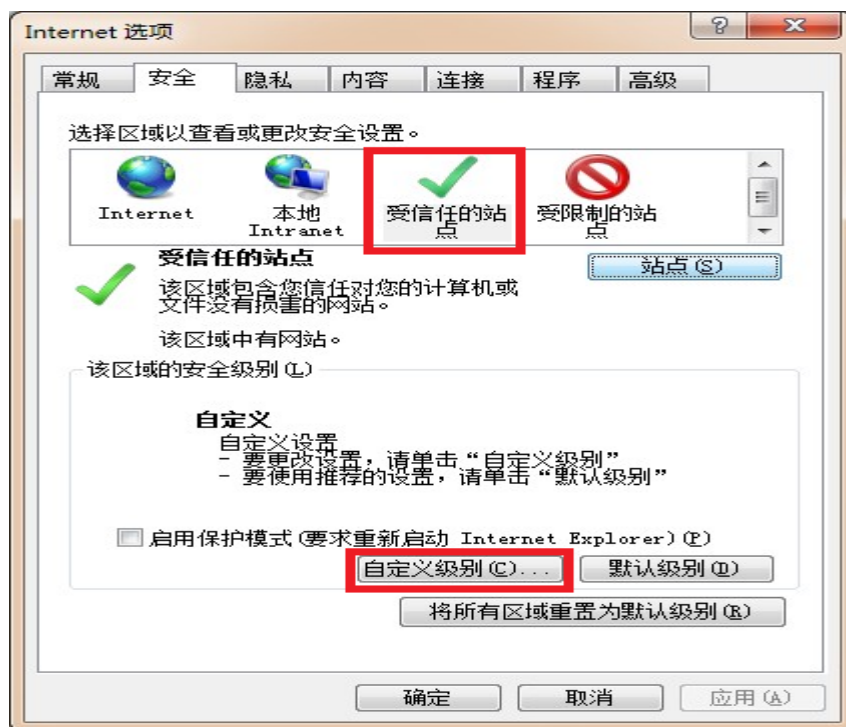 Internet 选项
常规 安全 隐私 内容 连接 程序 高级
选择区域以查看或更改安全设置。
Internet
本地
Intranet
受信任的站
点
受限制的站
点
受信任的站点
站点(S)
该区域包含您信任对您的计算机或
文件没有损害的网站。
该区域中有网站。
该区域的安全级别(L)
自定义
自定义设置
- 要更改设置，请单击“自定义级别”
- 要使用推荐的设置，请单击“默认级别”
启用保护模式(要求重新启动 Internet Explorer)(P)
自定义级别(C)... 默认级别(D)
将所有区域重置为默认级别(R)
确定 取消 应用(A)